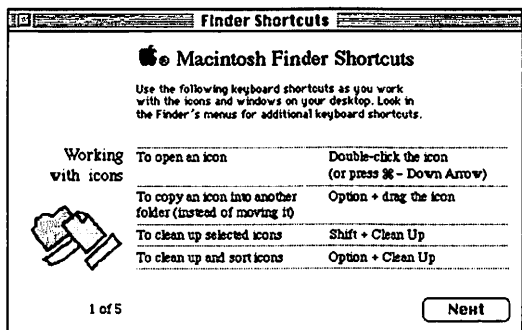 Finder Shortcuts
® Macintosh Finder Shortcuts
Use the following keyboard shortcuts as you work
with the icons and windows on your desktop. Look in
the Finder's menus for additional keyboard shortcuts.
Working
with icons
To open an icon Double-click the icon
(or press ⌘ – Down Arrow)
To copy an icon into another Option + drag the icon
folder (instead of moving it)
To clean up selected icons Shift + Clean Up
To clean up and sort icons Option + Clean Up
1 of 5
Next